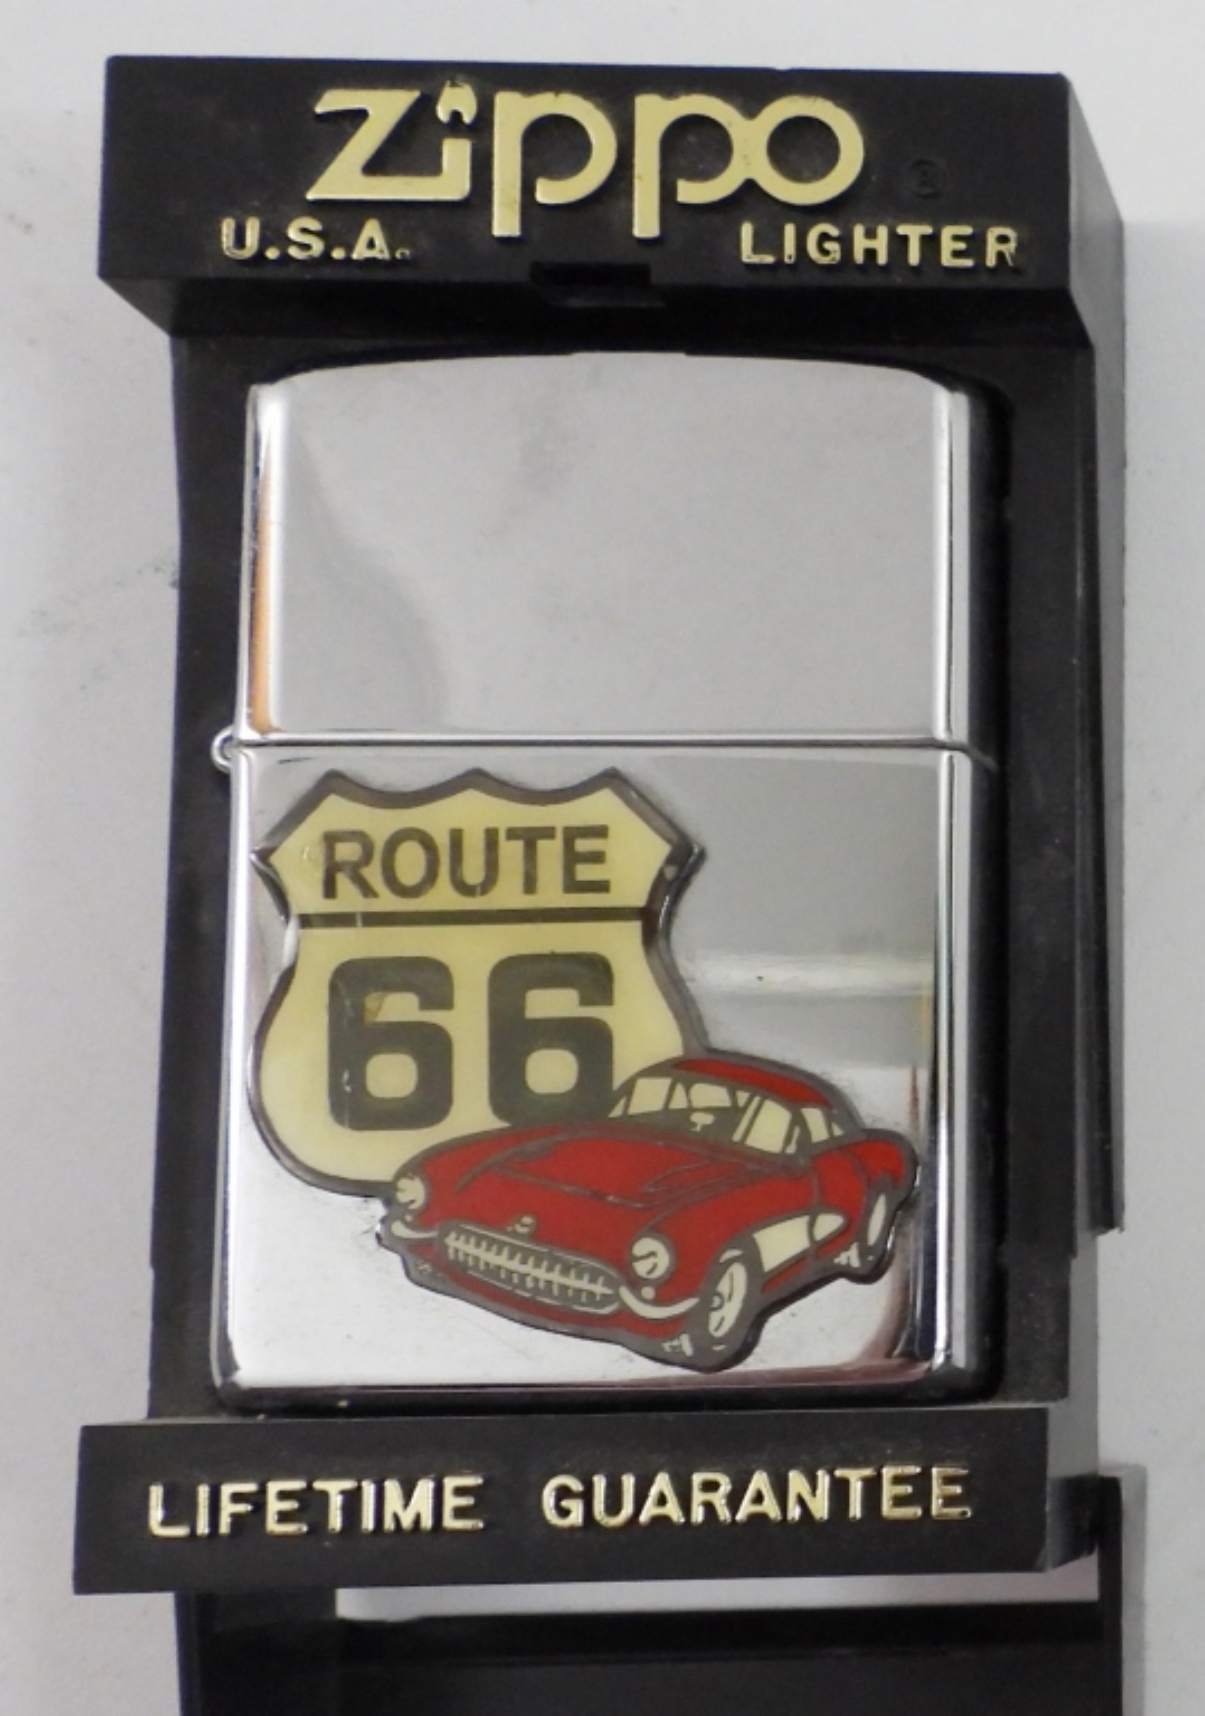 Zippo ®
U.S.A. LIGHTER
ROUTE
66
LIFETIME GUARANTEE